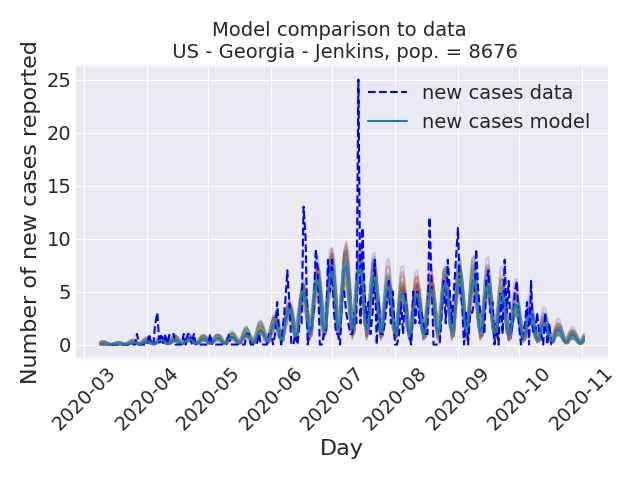 Model comparison to data
US - Georgia - Jenkins, pop. = 8676
Number of new cases reported
25
20
15
10
5
0
new cases data
new cases model
2020-03
2020-04
2020-05
2020-06
2020-07
2020-08
2020-09
2020-10
2020-11
Day